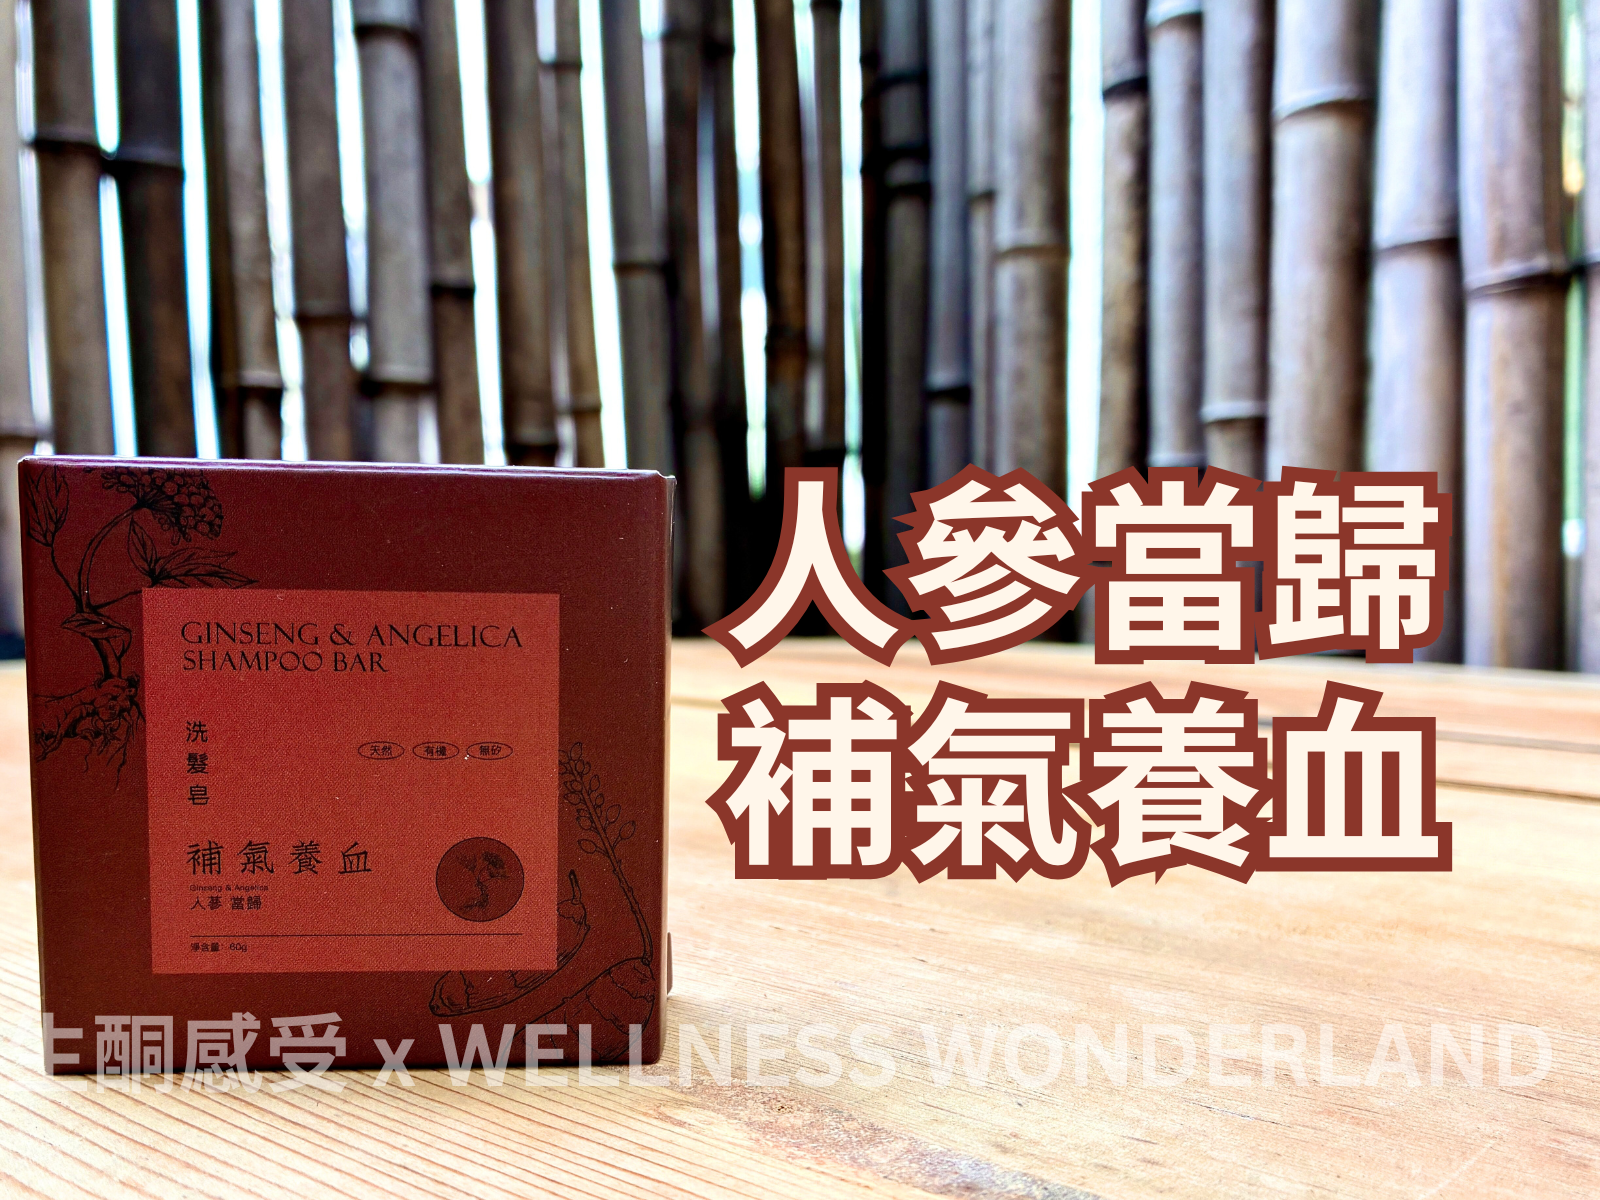 人參當歸
補氣養血
GINSENG & ANGELICA
SHAMPOO BAR
洗髮皂
天然 有機 無矽
補氣養血
Ginseng & Angelica
人蔘 當歸
淨含量：60g
生酮感受 x WELLNESS WONDERLAND